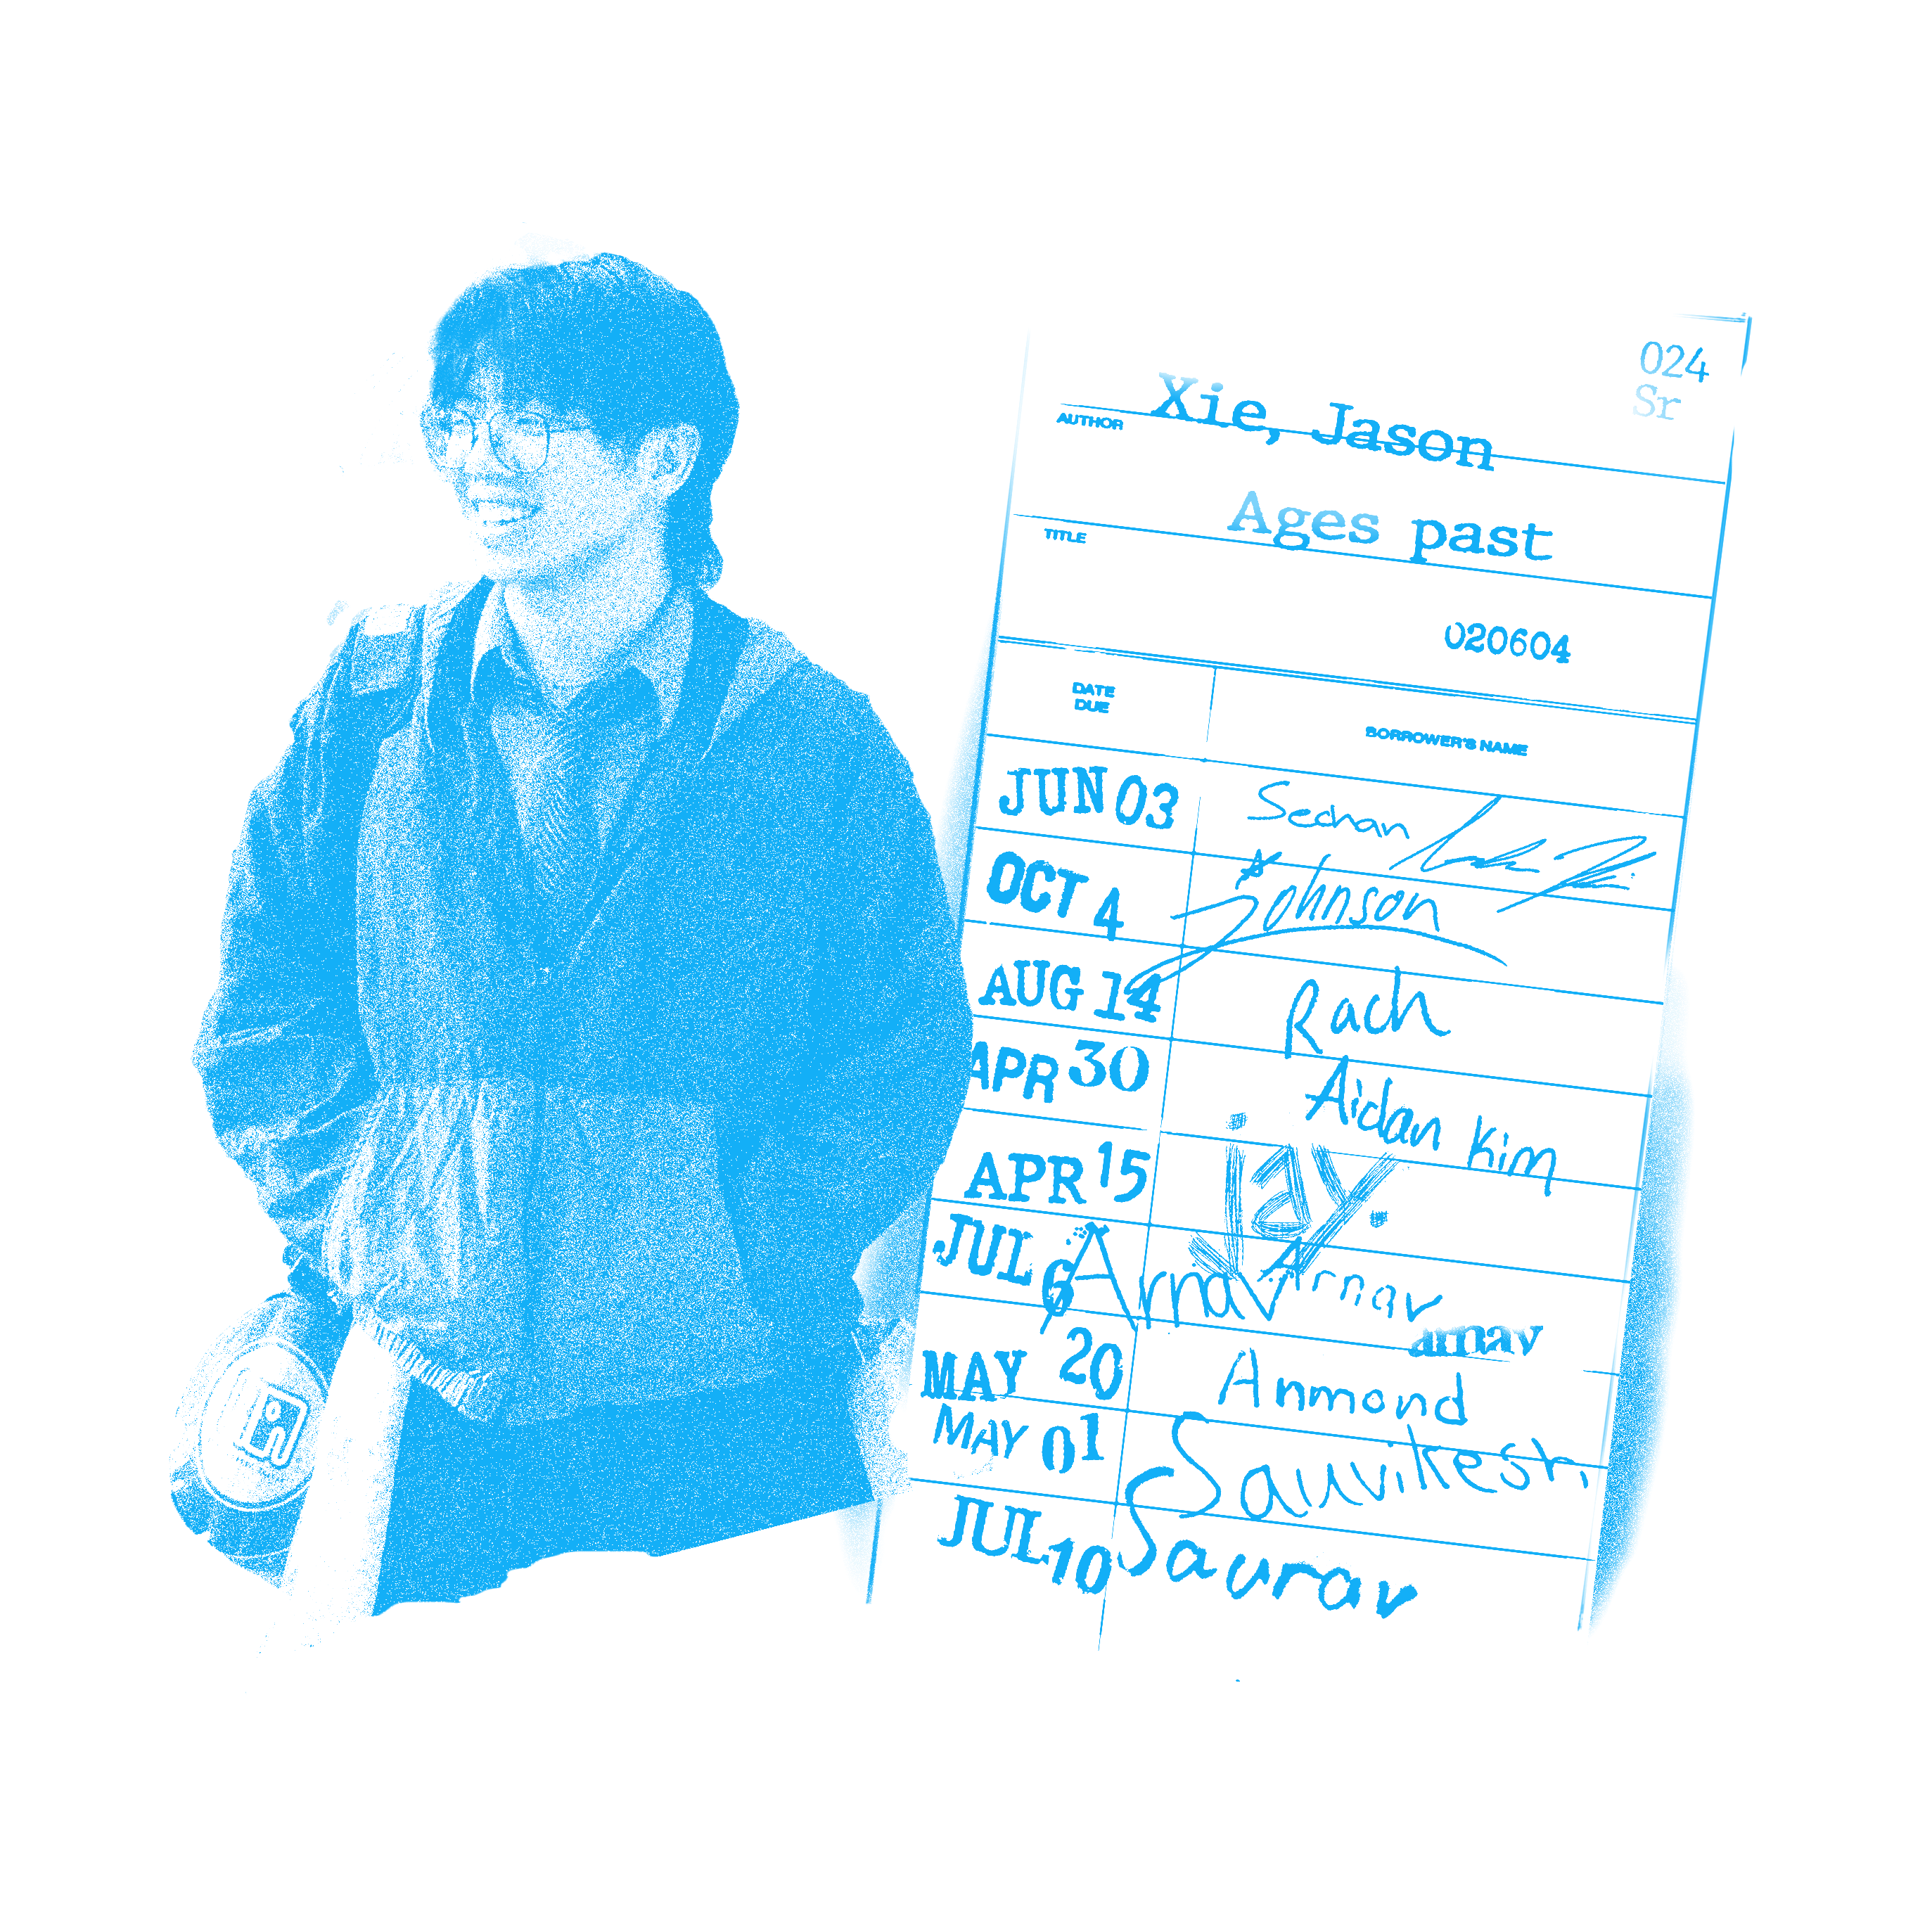 024
Sr
Xie, Jason
AUTHOR
Ages past
TITLE
020604
DATE
DUE
BORROWER'S NAME
JUN 03 Sechan
OCT 4 Johnson
AUG 14 Rach
APR 30 Aidan Kim
APR 15 jay.
JUL 6 Arnav Arnav arnav
MAY 20 Anmond
MAY 01 Sauvikesh
JUL 10 Saurav